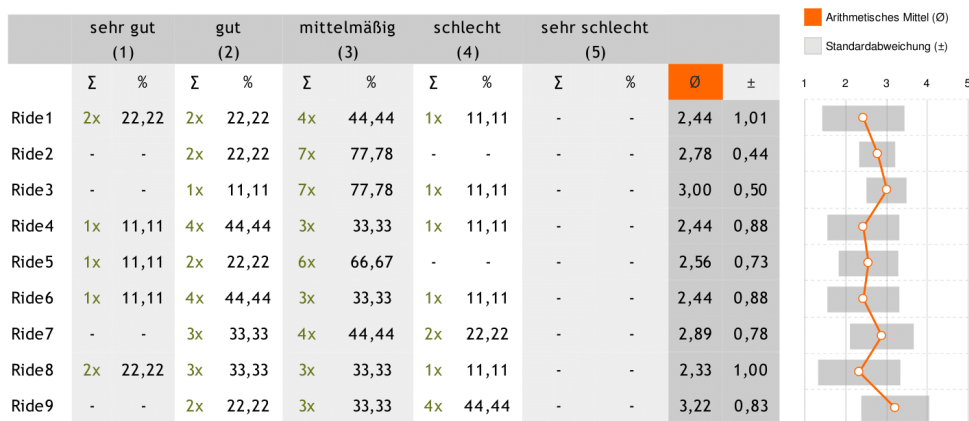 sehr gut gut mittelmäßig schlecht sehr schlecht
(1) (2) (3) (4) (5)
Σ % Σ % Σ % Σ % Σ % Ø ±
Ride1 2x 22,22 2x 22,22 4x 44,44 1x 11,11 - - 2,44 1,01
Ride2 - - 2x 22,22 7x 77,78 - - - - 2,78 0,44
Ride3 - - 1x 11,11 7x 77,78 1x 11,11 - - 3,00 0,50
Ride4 1x 11,11 4x 44,44 3x 33,33 1x 11,11 - - 2,44 0,88
Ride5 1x 11,11 2x 22,22 6x 66,67 - - - - 2,56 0,73
Ride6 1x 11,11 4x 44,44 3x 33,33 1x 11,11 - - 2,44 0,88
Ride7 - - 3x 33,33 4x 44,44 2x 22,22 - - 2,89 0,78
Ride8 2x 22,22 3x 33,33 3x 33,33 1x 11,11 - - 2,33 1,00
Ride9 - - 2x 22,22 3x 33,33 4x 44,44 - - 3,22 0,83
Arithmetisches Mittel (Ø)
Standardabweichung (±)
1 2 3 4 5